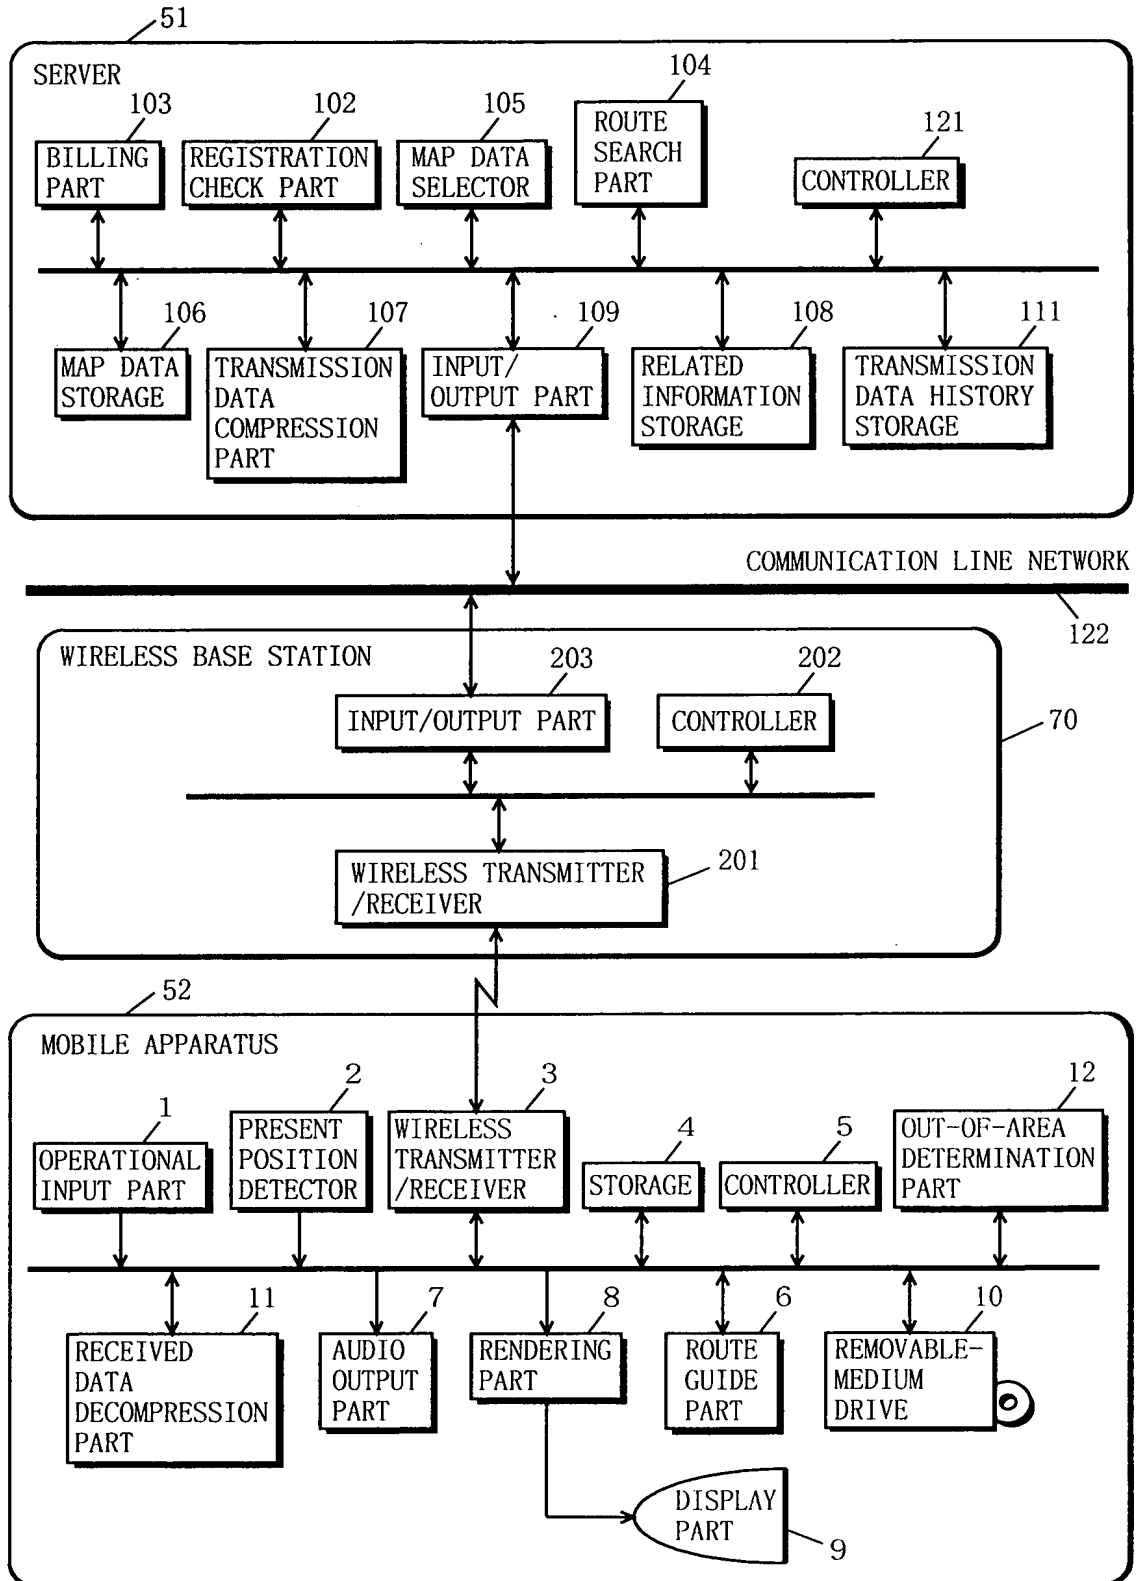 51
SERVER
103
102
105
104
121
BILLING
PART
REGISTRATION
CHECK PART
MAP DATA
SELECTOR
ROUTE
SEARCH
PART
CONTROLLER
106
107
109
108
111
MAP DATA
STORAGE
TRANSMISSION
DATA
COMPRESSION
PART
INPUT/
OUTPUT PART
RELATED
INFORMATION
STORAGE
TRANSMISSION
DATA HISTORY
STORAGE
COMMUNICATION LINE NETWORK
122
WIRELESS BASE STATION
203
202
INPUT/OUTPUT PART
CONTROLLER
70
WIRELESS TRANSMITTER
/RECEIVER
201
52
MOBILE APPARATUS
1
2
3
4
5
12
OPERATIONAL
INPUT PART
PRESENT
POSITION
DETECTOR
WIRELESS
TRANSMITTER
/RECEIVER
STORAGE
CONTROLLER
OUT-OF-AREA
DETERMINATION
PART
11
7
8
6
10
RECEIVED
DATA
DECOMPRESSION
PART
AUDIO
OUTPUT
PART
RENDERING
PART
ROUTE
GUIDE
PART
REMOVABLE-
MEDIUM
DRIVE
DISPLAY
PART
9